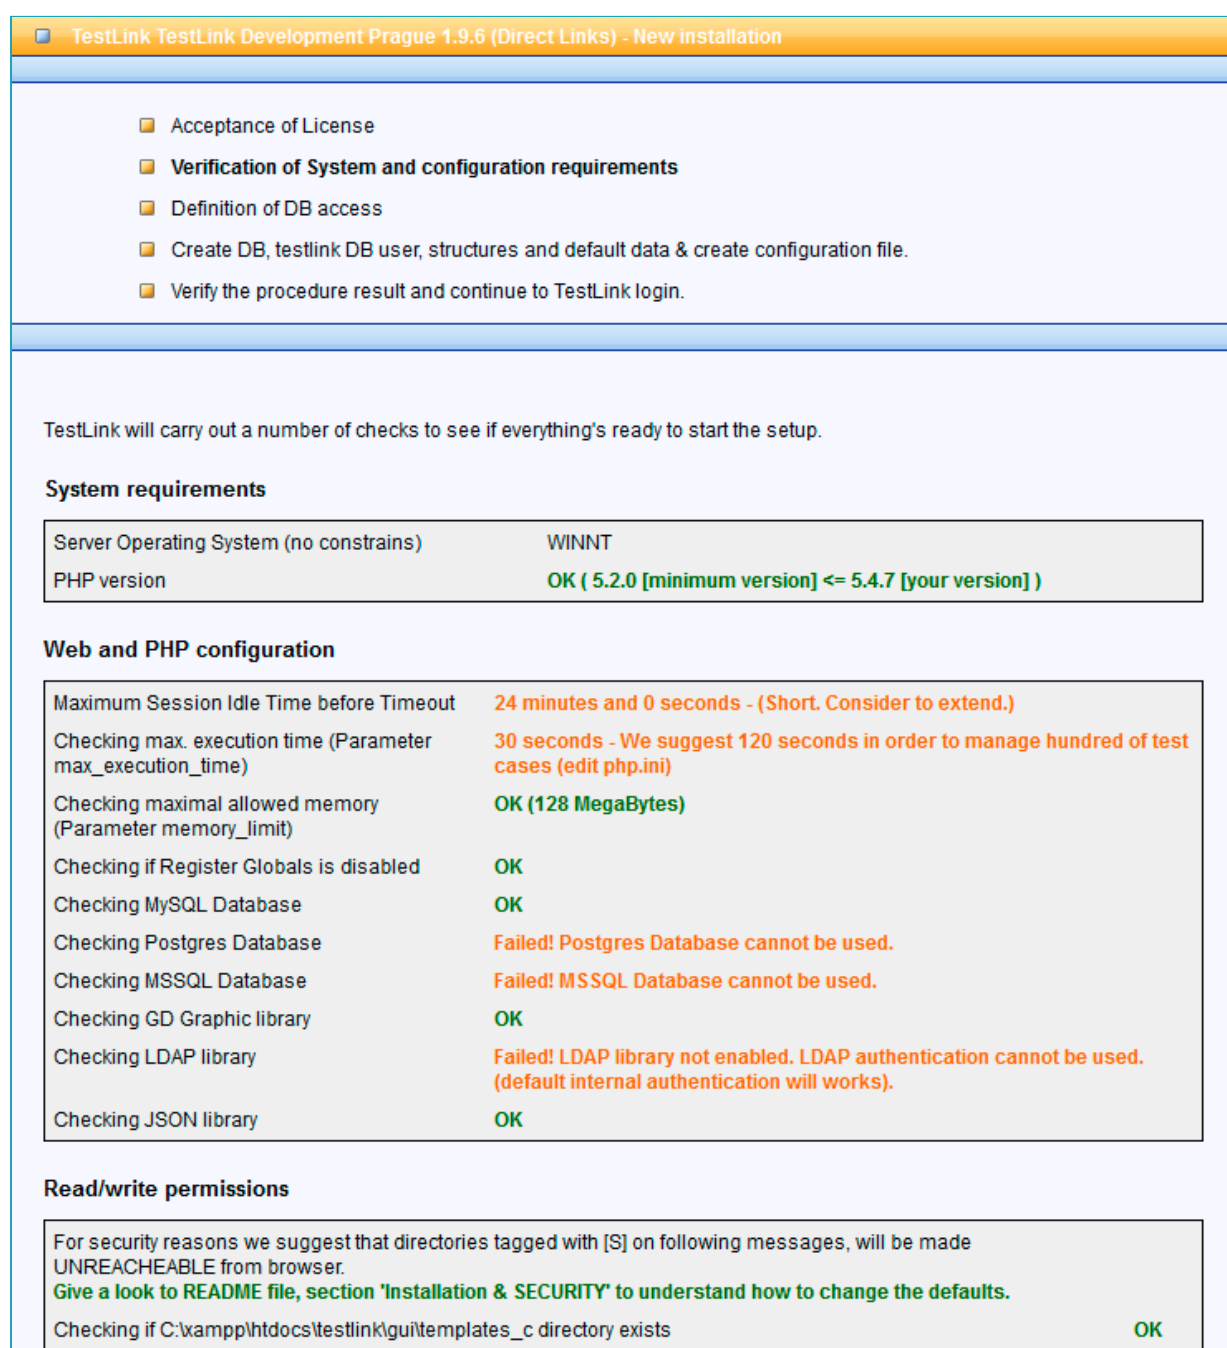 TestLink TestLink Development Prague 1.9.6 (Direct Links) - New installation
Acceptance of License
Verification of System and configuration requirements
Definition of DB access
Create DB, testlink DB user, structures and default data & create configuration file.
Verify the procedure result and continue to TestLink login.
TestLink will carry out a number of checks to see if everything's ready to start the setup.
System requirements
Server Operating System (no constrains) WINNT
PHP version OK ( 5.2.0 [minimum version] <= 5.4.7 [your version] )
Web and PHP configuration
Maximum Session Idle Time before Timeout 24 minutes and 0 seconds - (Short. Consider to extend.)
Checking max. execution time (Parameter 30 seconds - We suggest 120 seconds in order to manage hundred of test
max_execution_time) cases (edit php.ini)
Checking maximal allowed memory OK (128 MegaBytes)
(Parameter memory_limit)
Checking if Register Globals is disabled OK
Checking MySQL Database OK
Checking Postgres Database Failed! Postgres Database cannot be used.
Checking MSSQL Database Failed! MSSQL Database cannot be used.
Checking GD Graphic library OK
Checking LDAP library Failed! LDAP library not enabled. LDAP authentication cannot be used.
(default internal authentication will works).
Checking JSON library OK
Read/write permissions
For security reasons we suggest that directories tagged with [S] on following messages, will be made
UNREACHEABLE from browser.
Give a look to README file, section 'Installation & SECURITY' to understand how to change the defaults.
Checking if C:\xampp\htdocs\testlink\gui\templates_c directory exists OK